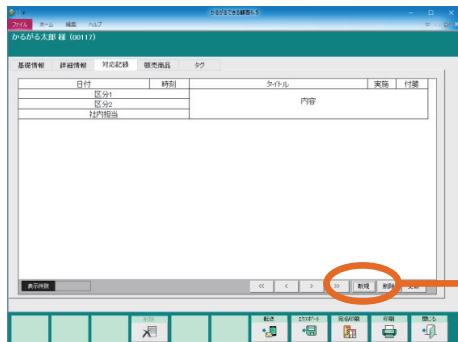 かるがるできる顧客6.5
ファイル ホーム 編集 ヘルプ
かるがる太郎 様 (00117)
基礎情報 詳細情報 対応記録 販売商品 タグ
日付 時刻 タイトル 実施 付箋
区分1 内容
区分2
社内担当
表示件数 << < > >> 新規 削除
転送 エクスポート 宛名印刷 印刷 閉じる